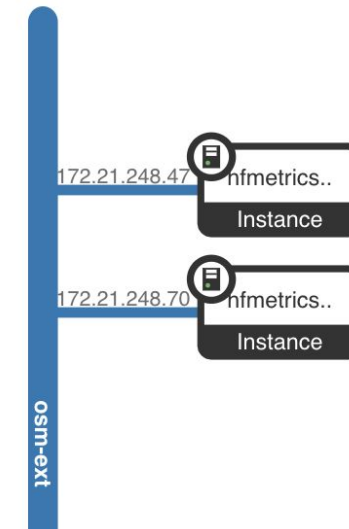 172.21.248.47
nfmetrics..
Instance
172.21.248.70
nfmetrics..
Instance
osm-ext